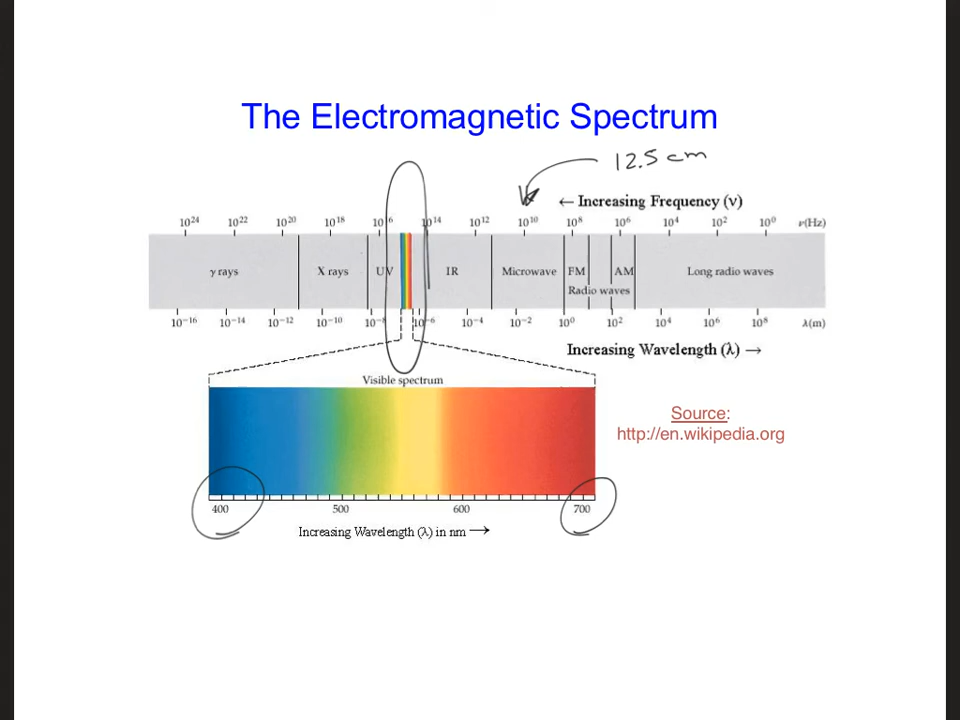 The Electromagnetic Spectrum
12.5 cm
← Increasing Frequency (ν)
10²⁴ 10²² 10²⁰ 10¹⁸ 10¹⁶ 10¹⁴ 10¹² 10¹⁰ 10⁸ 10⁶ 10⁴ 10² 10⁰ ν(Hz)
γ rays X rays UV IR Microwave FM AM Long radio waves
Radio waves
10⁻¹⁶ 10⁻¹⁴ 10⁻¹² 10⁻¹⁰ 10⁻⁸ 10⁻⁶ 10⁻⁴ 10⁻² 10⁰ 10² 10⁴ 10⁶ 10⁸ λ(m)
Increasing Wavelength (λ) →
Visible spectrum
Source:
http://en.wikipedia.org
400 500 600 700
Increasing Wavelength (λ) in nm →